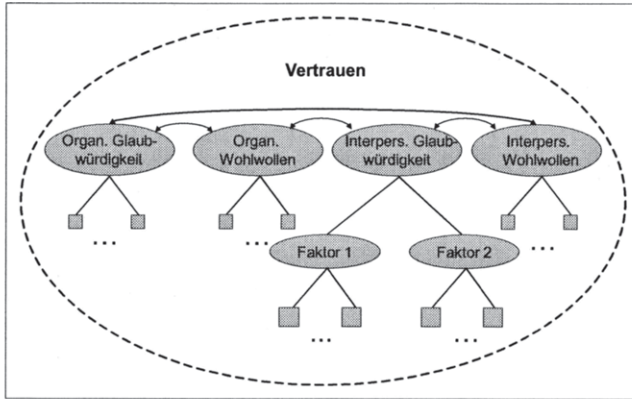 Vertrauen
Organ. Glaub-
würdigkeit
Organ.
Wohlwollen
Interpers. Glaub-
würdigkeit
Interpers.
Wohlwollen
...
...
...
Faktor 1
Faktor 2
...
...